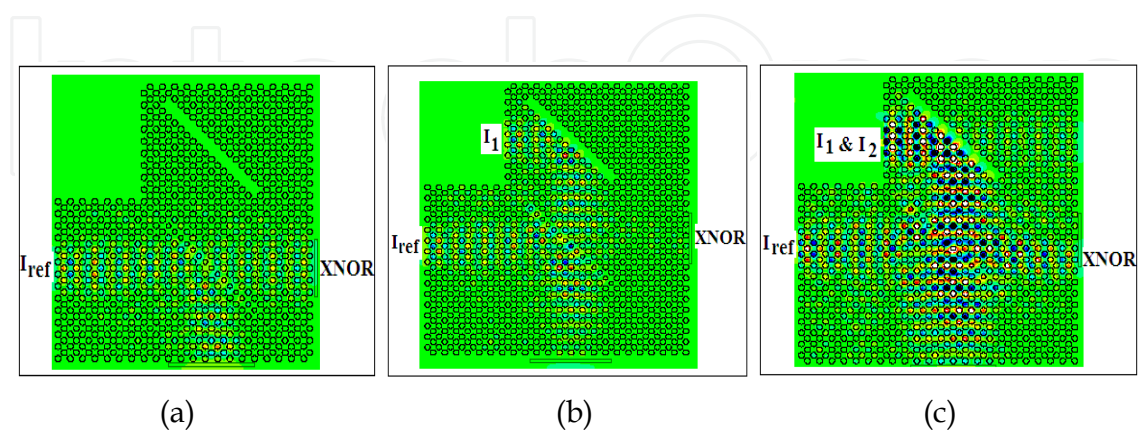 I1
I1 & I2
Iref
XNOR
Iref
XNOR
Iref
XNOR
(a)
(b)
(c)